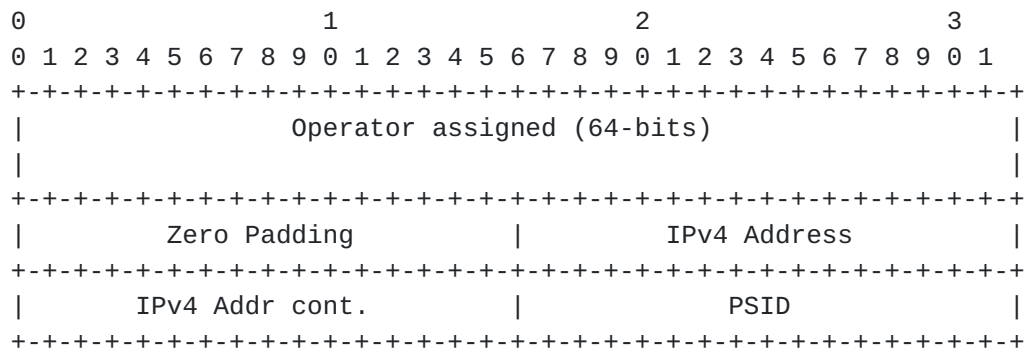 0                   1                   2                   3
0 1 2 3 4 5 6 7 8 9 0 1 2 3 4 5 6 7 8 9 0 1 2 3 4 5 6 7 8 9 0 1
+-+-+-+-+-+-+-+-+-+-+-+-+-+-+-+-+-+-+-+-+-+-+-+-+-+-+-+-+-+-+-+-+
|                 Operator assigned (64-bits)                   |
|                                                               |
+-+-+-+-+-+-+-+-+-+-+-+-+-+-+-+-+-+-+-+-+-+-+-+-+-+-+-+-+-+-+-+-+
|         Zero Padding          |         IPv4 Address          |
+-+-+-+-+-+-+-+-+-+-+-+-+-+-+-+-+-+-+-+-+-+-+-+-+-+-+-+-+-+-+-+-+
|       IPv4 Addr cont.         |             PSID              |
+-+-+-+-+-+-+-+-+-+-+-+-+-+-+-+-+-+-+-+-+-+-+-+-+-+-+-+-+-+-+-+-+